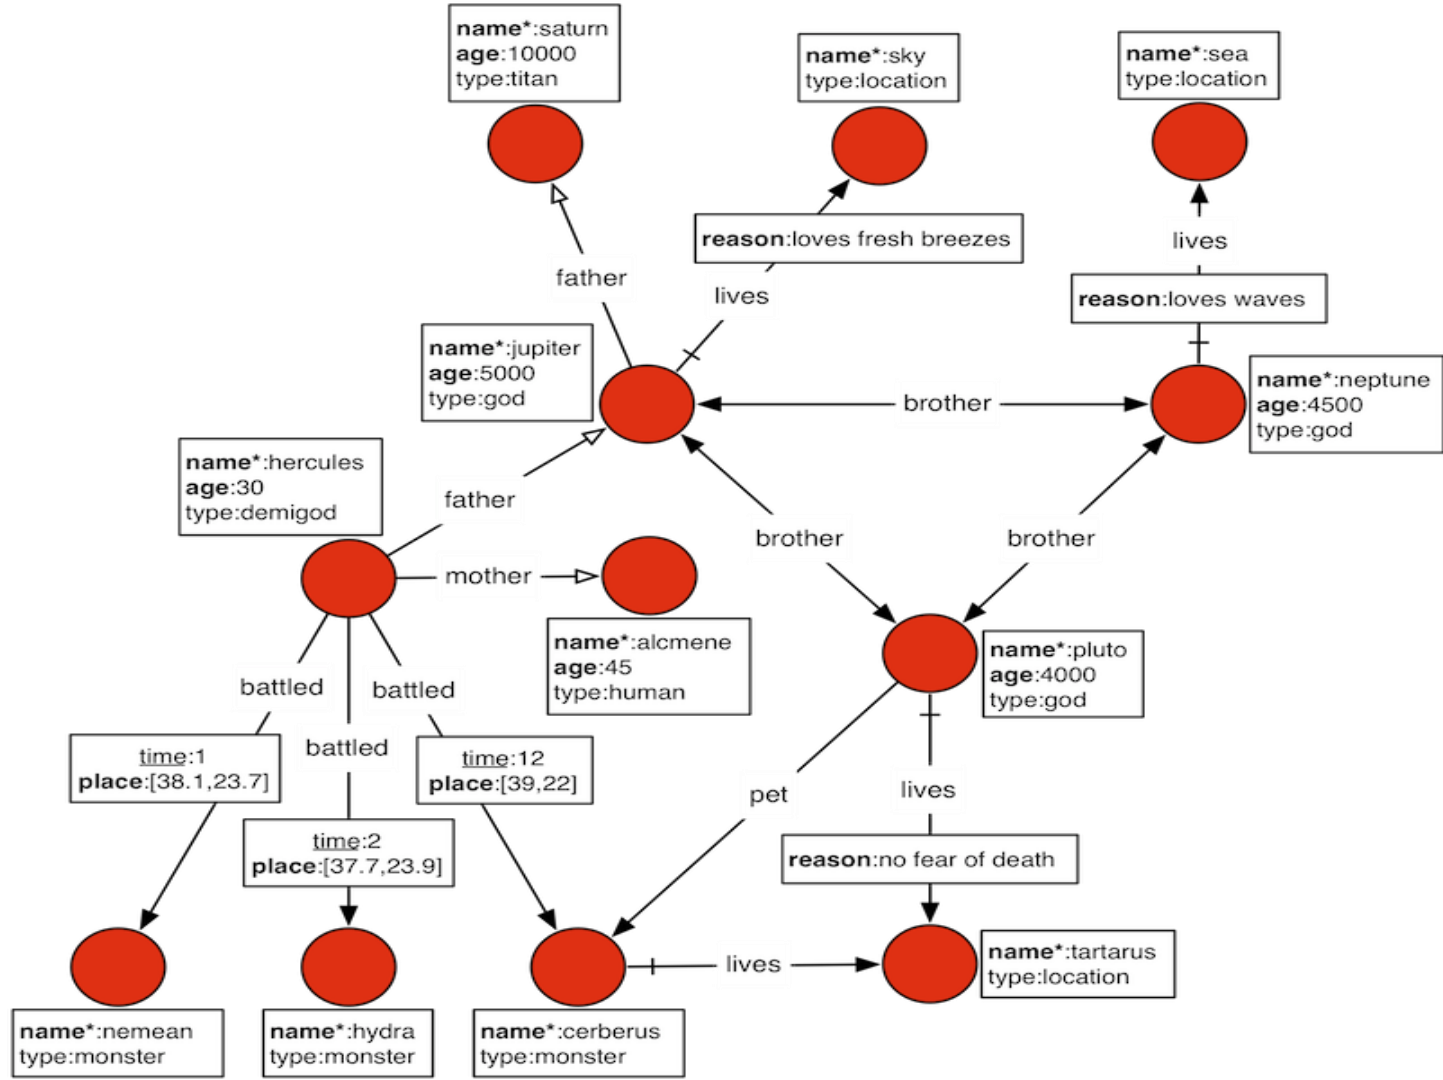 name*:saturn
age:10000
type:titan
name*:sky
type:location
name*:sea
type:location
reason:loves fresh breezes
lives
father
lives
reason:loves waves
name*:jupiter
age:5000
type:god
brother
name*:neptune
age:4500
type:god
name*:hercules
age:30
type:demigod
father
brother
brother
mother
name*:alcmene
age:45
type:human
name*:pluto
age:4000
type:god
battled
battled
battled
time:1
place:[38.1,23.7]
time:12
place:[39,22]
time:2
place:[37.7,23.9]
pet
lives
reason:no fear of death
lives
name*:tartarus
type:location
name*:nemean
type:monster
name*:hydra
type:monster
name*:cerberus
type:monster